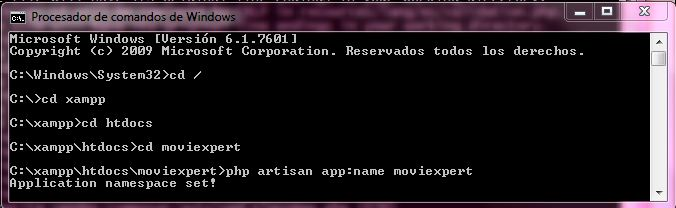 Procesador de comandos de Windows
Microsoft Windows [Versión 6.1.7601]
Copyright (c) 2009 Microsoft Corporation. Reservados todos los derechos.
C:\Windows\System32>cd /
C:\>cd xampp
C:\xampp>cd htdocs
C:\xampp\htdocs>cd moviexpert
C:\xampp\htdocs\moviexpert>php artisan app:name moviexpert
Application namespace set!